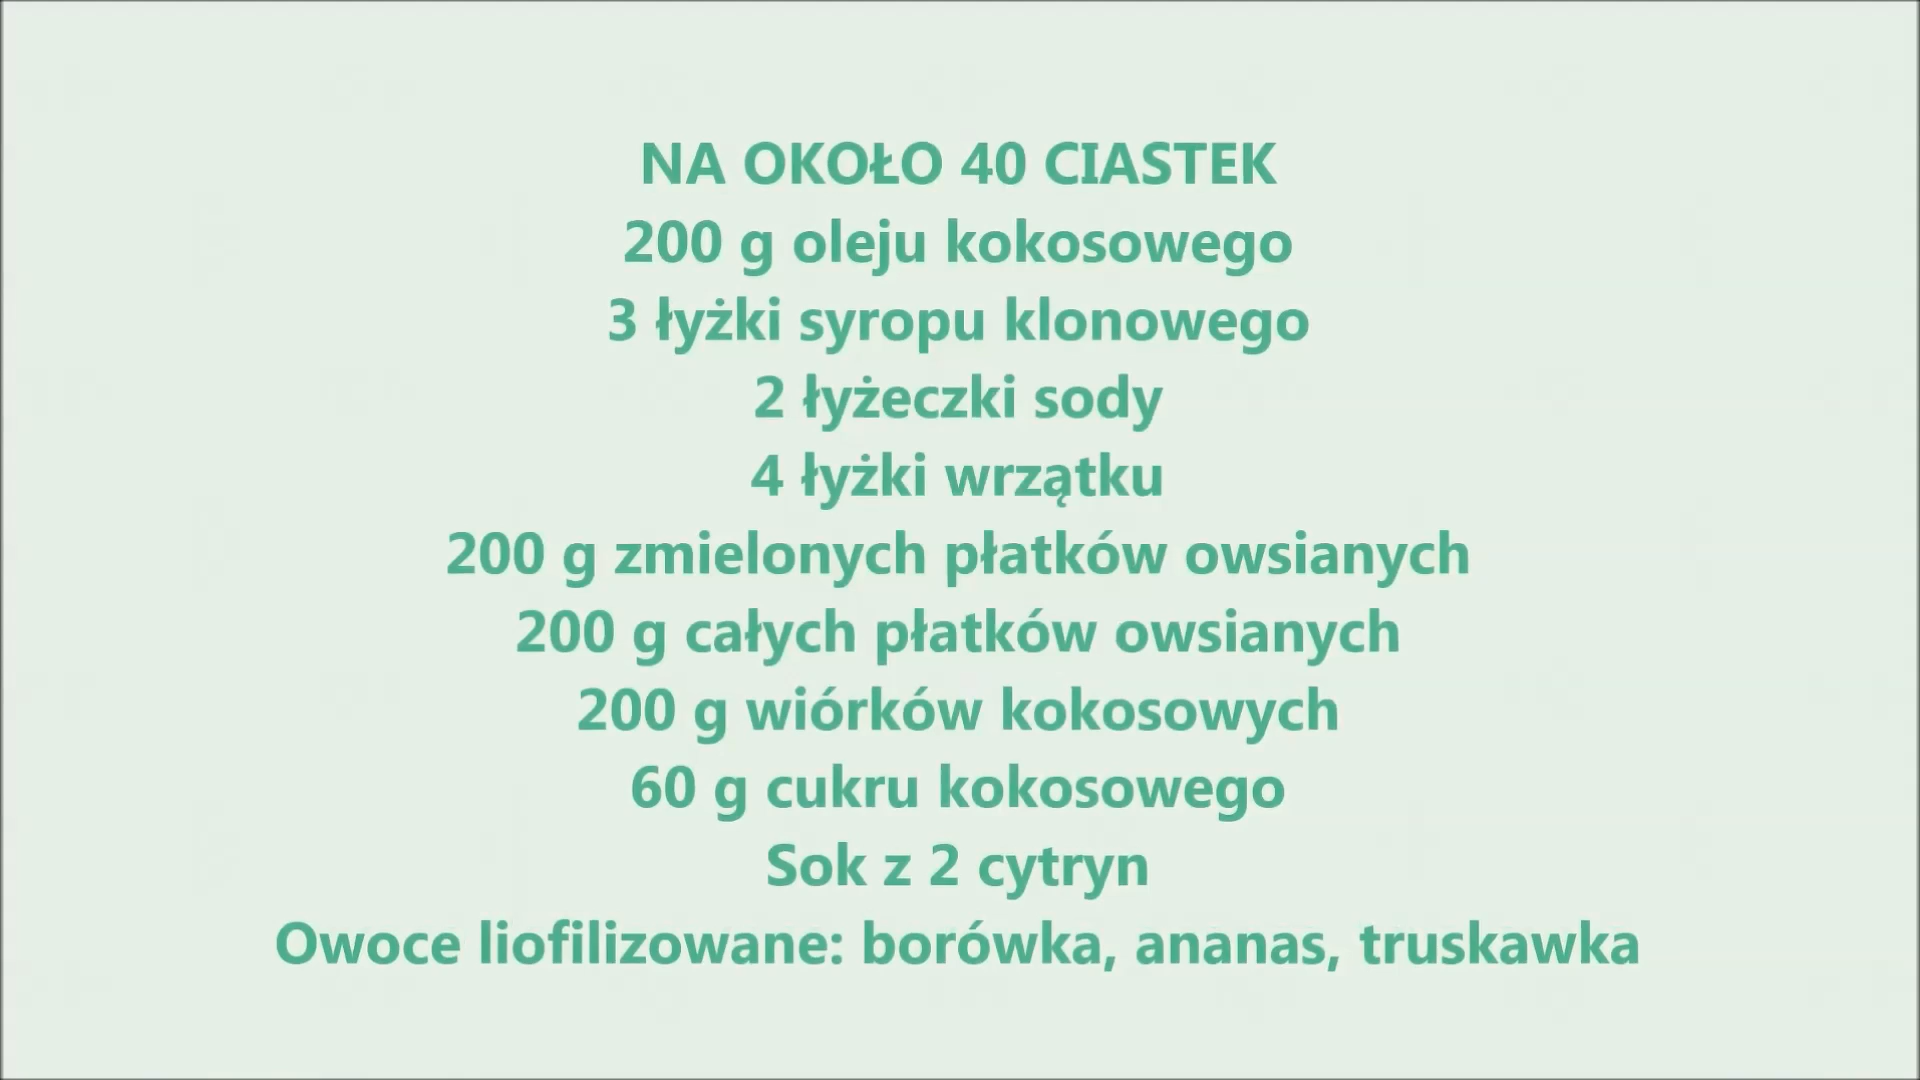 NA OKOŁO 40 CIASTEK
200 g oleju kokosowego
3 łyżki syropu klonowego
2 łyżeczki sody
4 łyżki wrzątku
200 g zmielonych płatków owsianych
200 g całych płatków owsianych
200 g wiórków kokosowych
60 g cukru kokosowego
Sok z 2 cytryn
Owoce liofilizowane: borówka, ananas, truskawka